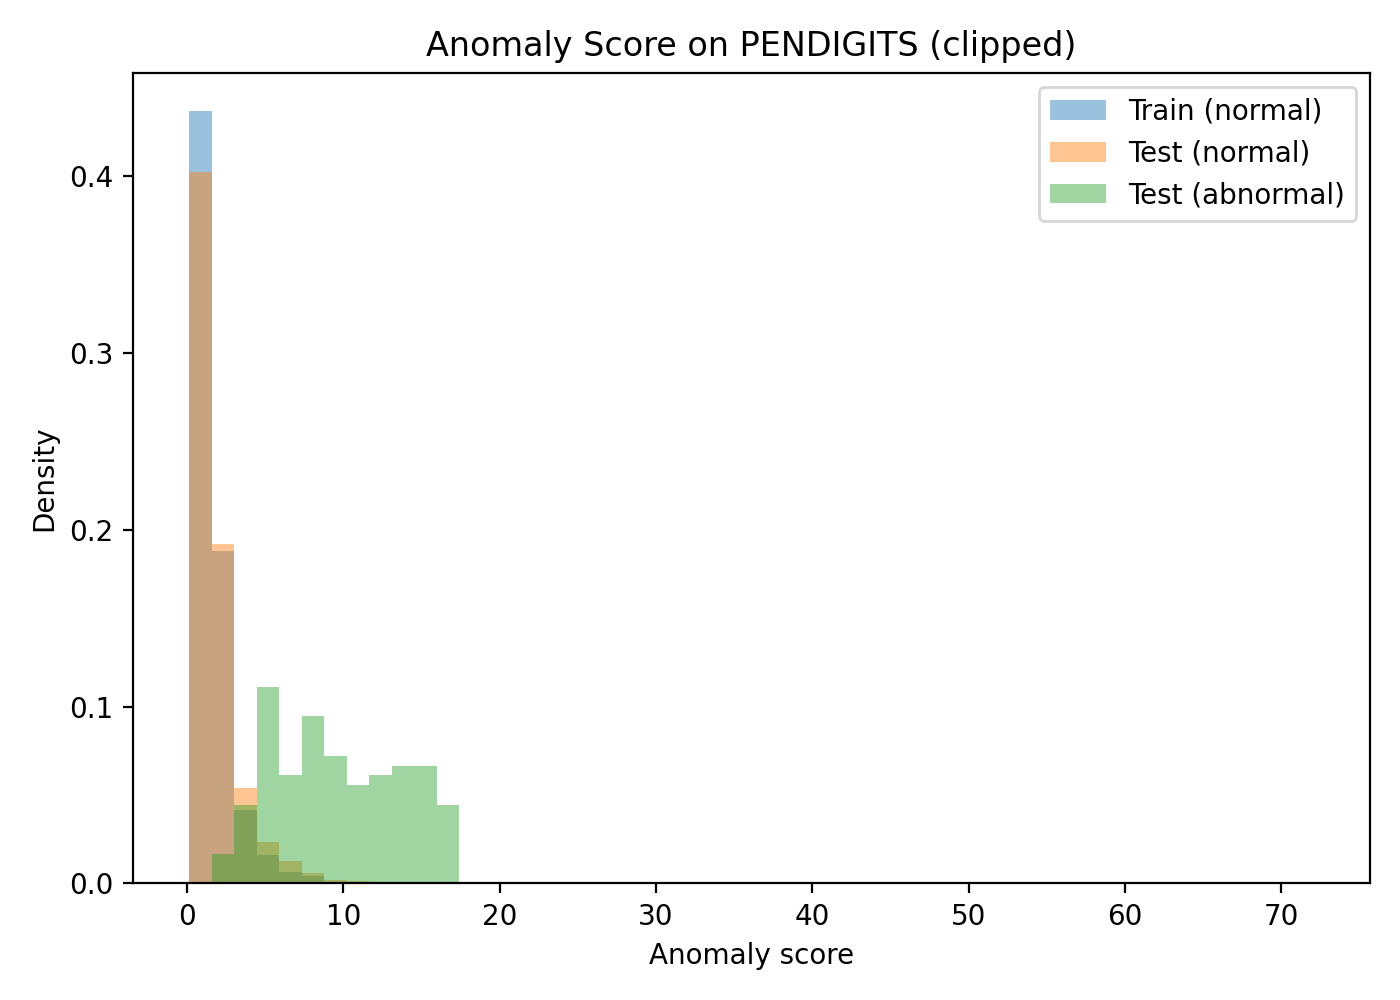 Anomaly Score on PENDIGITS (clipped)
Train (normal)
Test (normal)
Test (abnormal)
Density
0.4
0.3
0.2
0.1
0.0
0 10 20 30 40 50 60 70
Anomaly score